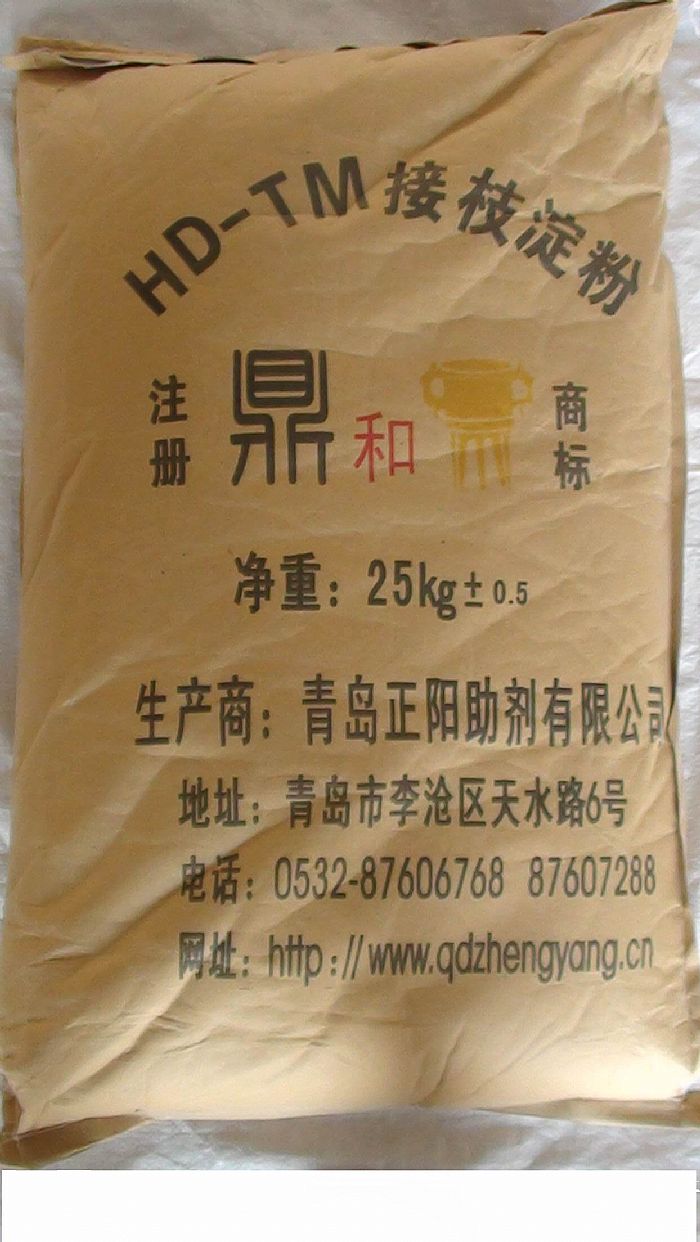 HD-TM接枝淀粉
注册 鼎和 商标
净重：25kg±0.5
生产商：青岛正阳助剂有限公司
地址：青岛市李沧区天水路6号
电话：0532-87606768 87607288
网址：http://www.qdzhengyang.cn